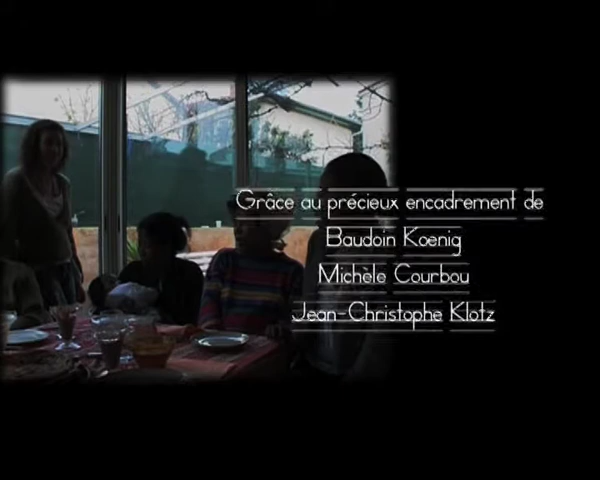 Grâce au précieux encadrement de
Baudoin Koenig
Michèle Courbou
Jean-Christophe Klotz